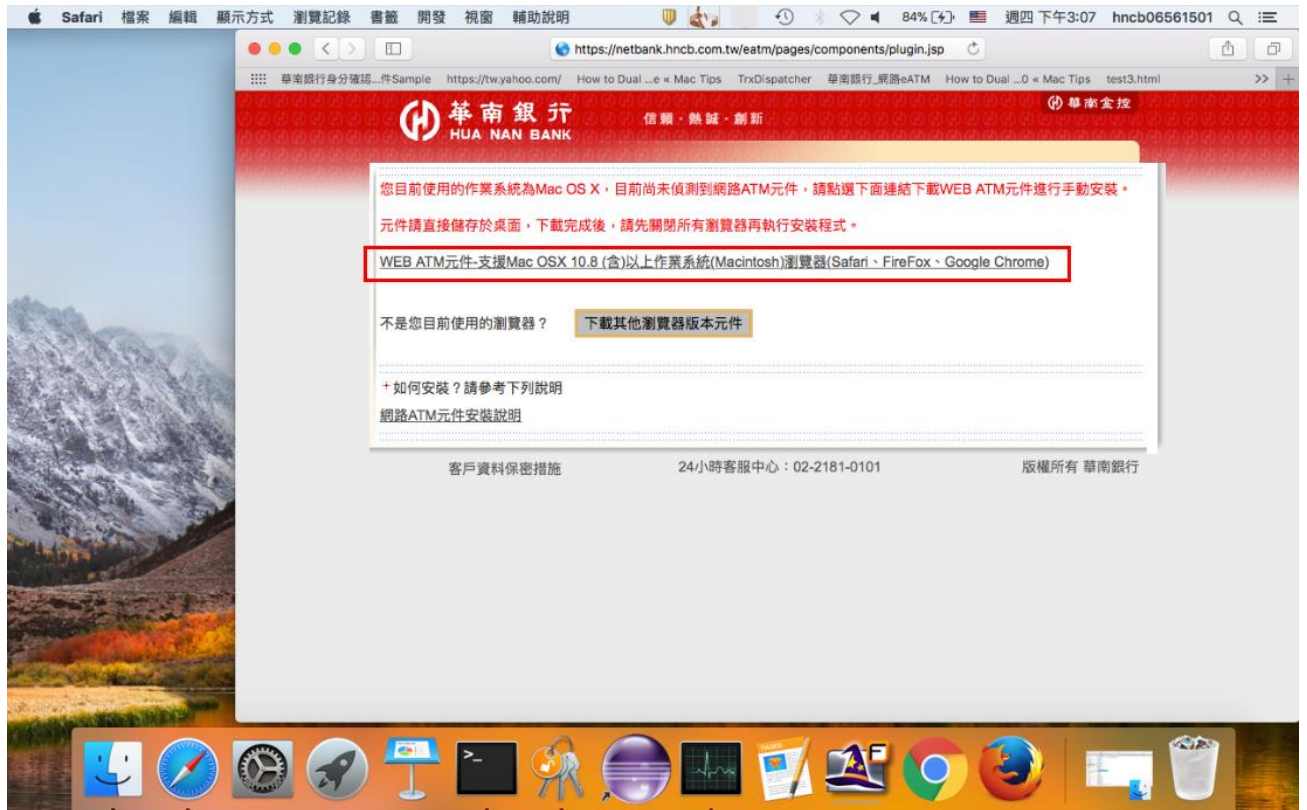 Safari 檔案 編輯 顯示方式 瀏覽記錄 書籤 開發 視窗 輔助說明 84% 週四 下午3:07 hncb06561501
https://netbank.hncb.com.tw/eatm/pages/components/plugin.jsp
華南銀行身分確認...件Sample https://tw.yahoo.com/ How to Dual ...e « Mac Tips TrxDispatcher 華南銀行_網路eATM How to Dual ...0 « Mac Tips test3.html >> +
華南金控
華南銀行 信賴·熱誠·創新
HUA NAN BANK
您目前使用的作業系統為Mac OS X，目前尚未偵測到網路ATM元件，請點選下面連結下載WEB ATM元件進行手動安裝。
元件請直接儲存於桌面，下載完成後，請先關閉所有瀏覽器再執行安裝程式。
WEB ATM元件-支援Mac OSX 10.8 (含)以上作業系統(Macintosh)瀏覽器(Safari、FireFox、Google Chrome)
不是您目前使用的瀏覽器？ 下載其他瀏覽器版本元件
+如何安裝？請參考下列說明
網路ATM元件安裝說明
客戶資料保密措施 24小時客服中心：02-2181-0101 版權所有 華南銀行
PAGES
F